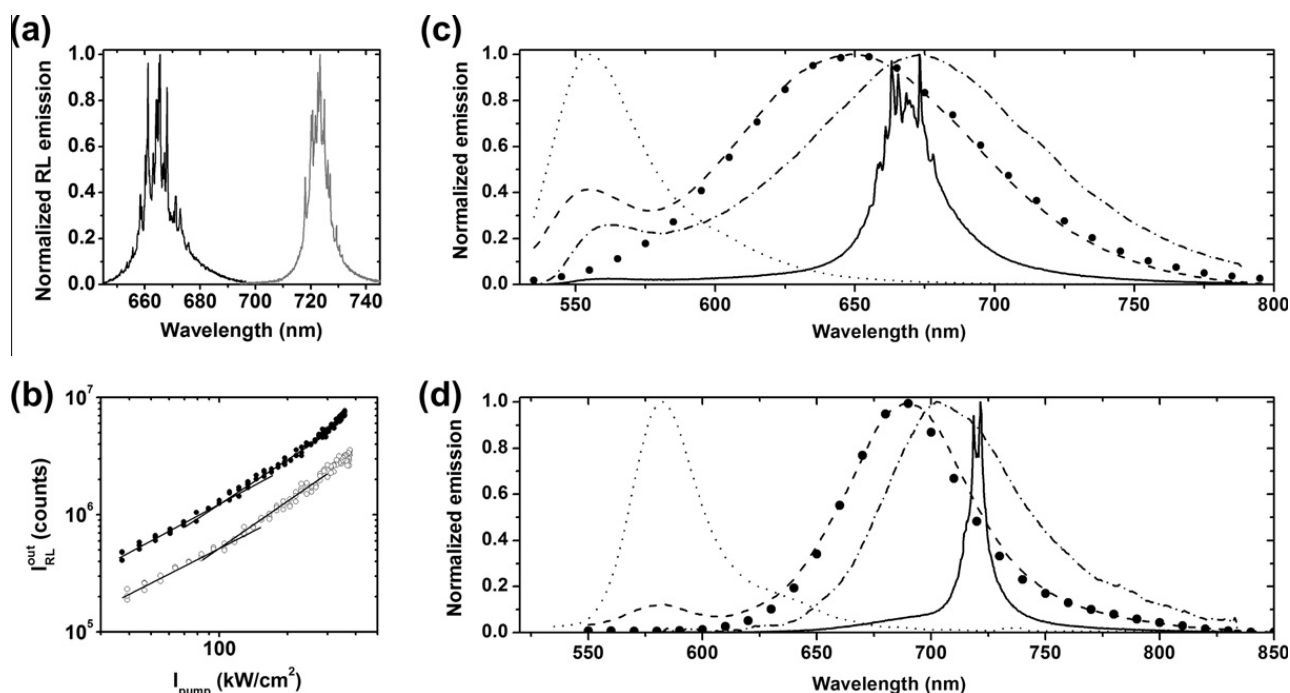 (a)
Normalized RL emission
1.0
0.8
0.6
0.4
0.2
0.0
660 680 700 720 740
Wavelength (nm)
(b)
I_RL^out (counts)
10^7
10^6
10^5
100
I_pump (kW/cm^2)
(c)
Normalized emission
1.0
0.8
0.6
0.4
0.2
0.0
550 600 650 700 750 800
Wavelength (nm)
(d)
Normalized emission
1.0
0.8
0.6
0.4
0.2
0.0
550 600 650 700 750 800 850
Wavelength (nm)